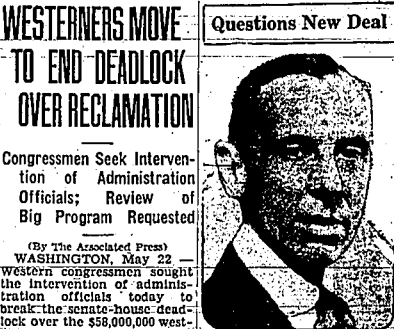 WESTERNERS MOVE
TO END DEADLOCK
OVER RECLAMATION
Congressmen Seek Interven-
tion of Administration
Officials; Review of
Big Program Requested
(By The Associated Press)
WASHINGTON, May 22 —
Western congressmen sought
the intervention of adminis-
tration officials today to
break the senate-house dead-
lock over the $58,000,000 west-
Questions New Deal